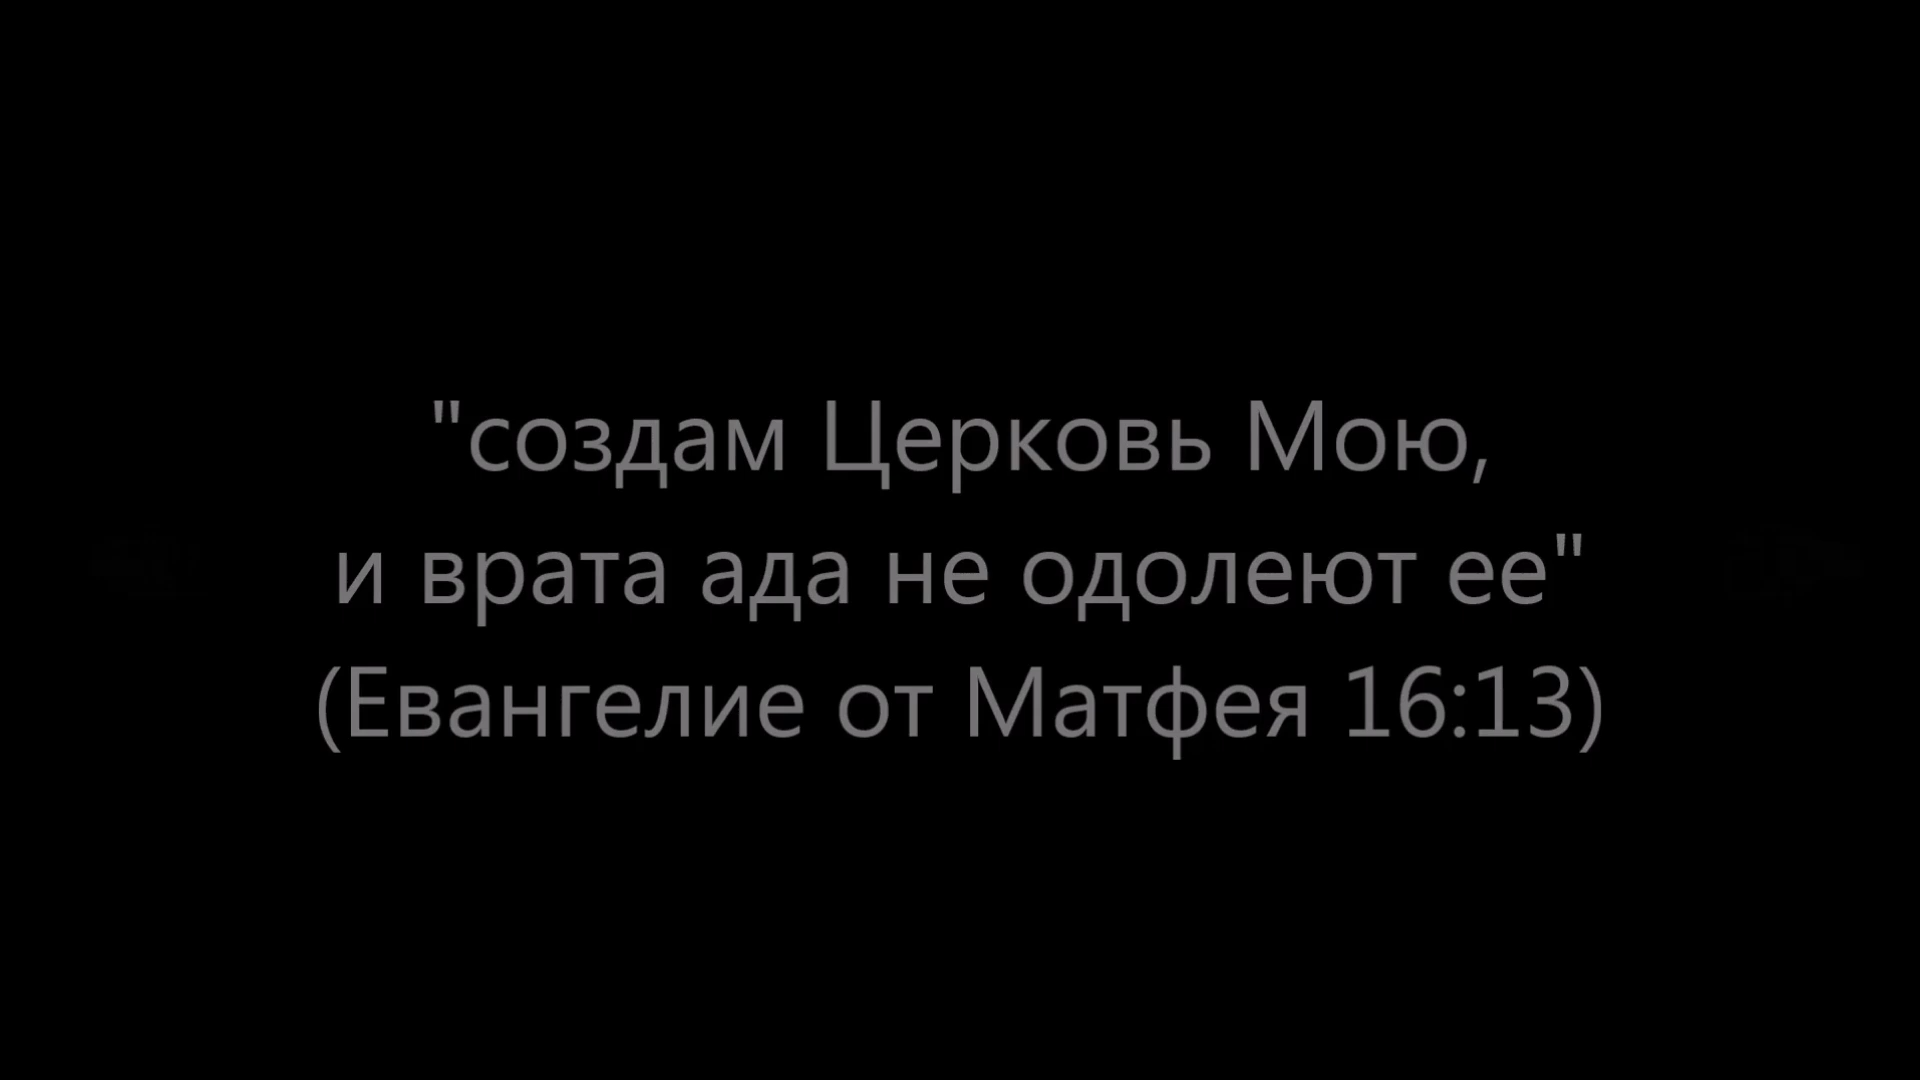 "создам Церковь Мою,
и врата ада не одолеют ее"
(Евангелие от Матфея 16:13)